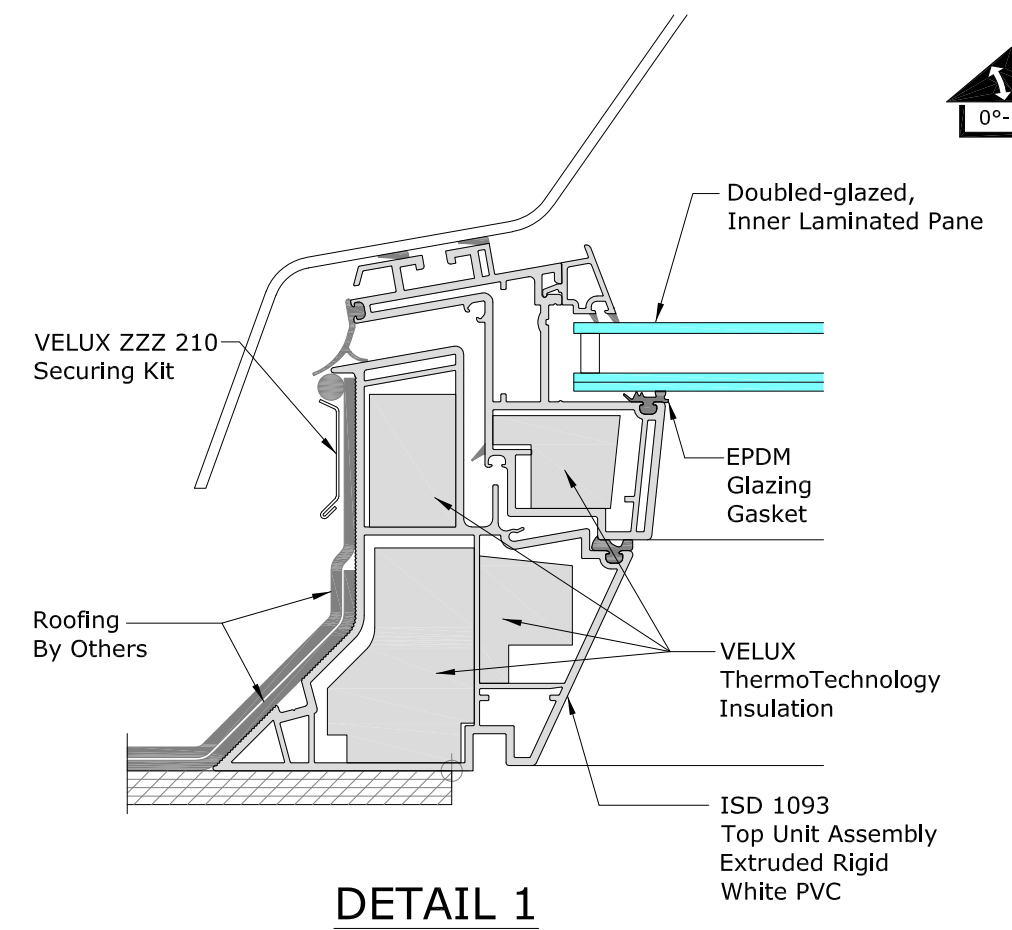 0°-
Doubled-glazed,
Inner Laminated Pane
VELUX ZZZ 210
Securing Kit
EPDM
Glazing
Gasket
Roofing
By Others
VELUX
ThermoTechnology
Insulation
ISD 1093
Top Unit Assembly
Extruded Rigid
White PVC
DETAIL 1